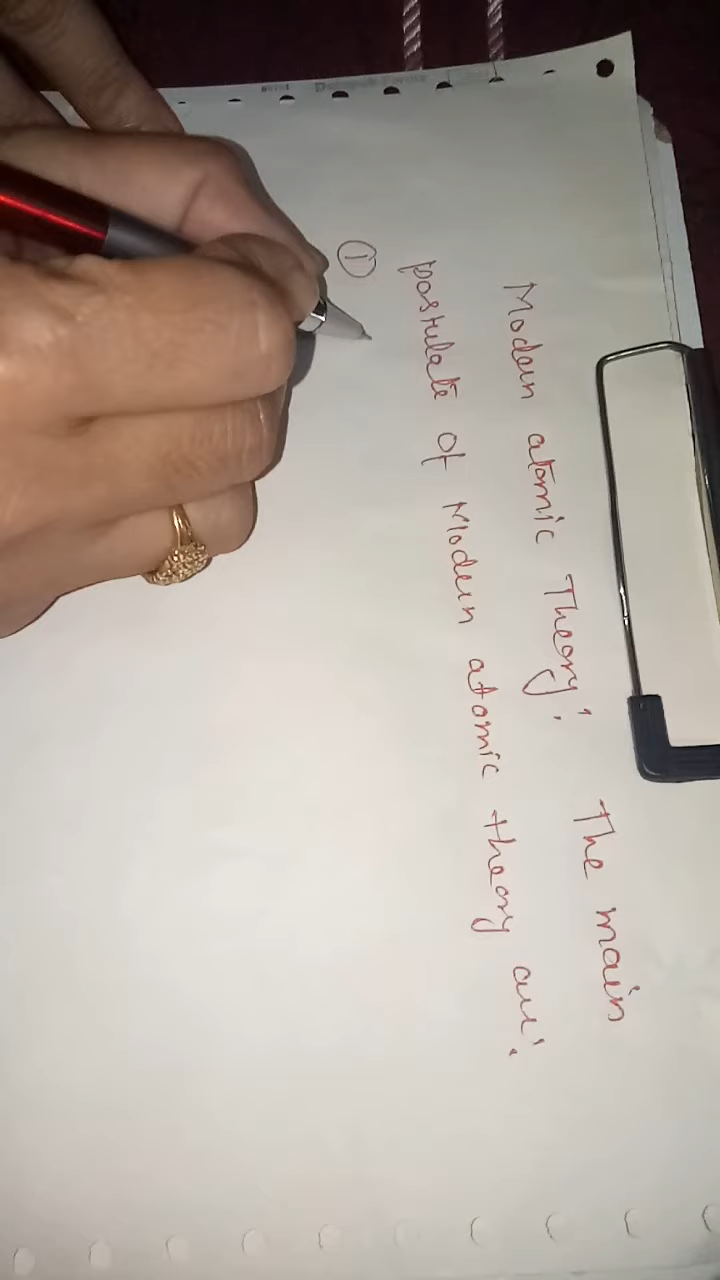 Modern atomic Theory: The main
postulate of Modern atomic theory are:
①